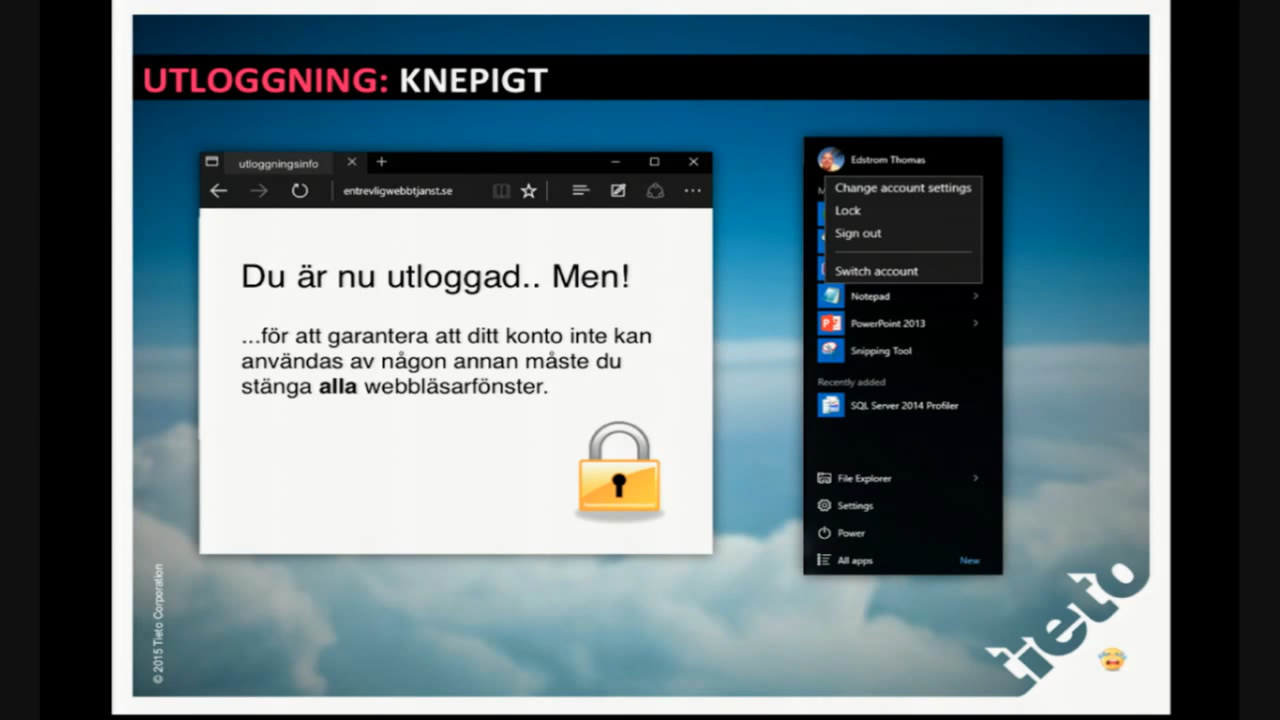 UTLOGGNING: KNEPIGT
utloggningsinfo
entrevligwebbtjanst.se
Du är nu utloggad.. Men!
...för att garantera att ditt konto inte kan
användas av någon annan måste du
stänga alla webbläsarfönster.
Edstrom Thomas
M
Change account settings
Lock
Sign out
Switch account
Notepad
PowerPoint 2013
Snipping Tool
Recently added
SQL Server 2014 Profiler
File Explorer
Settings
Power
All apps
New
© 2015 Tieto Corporation
tieto